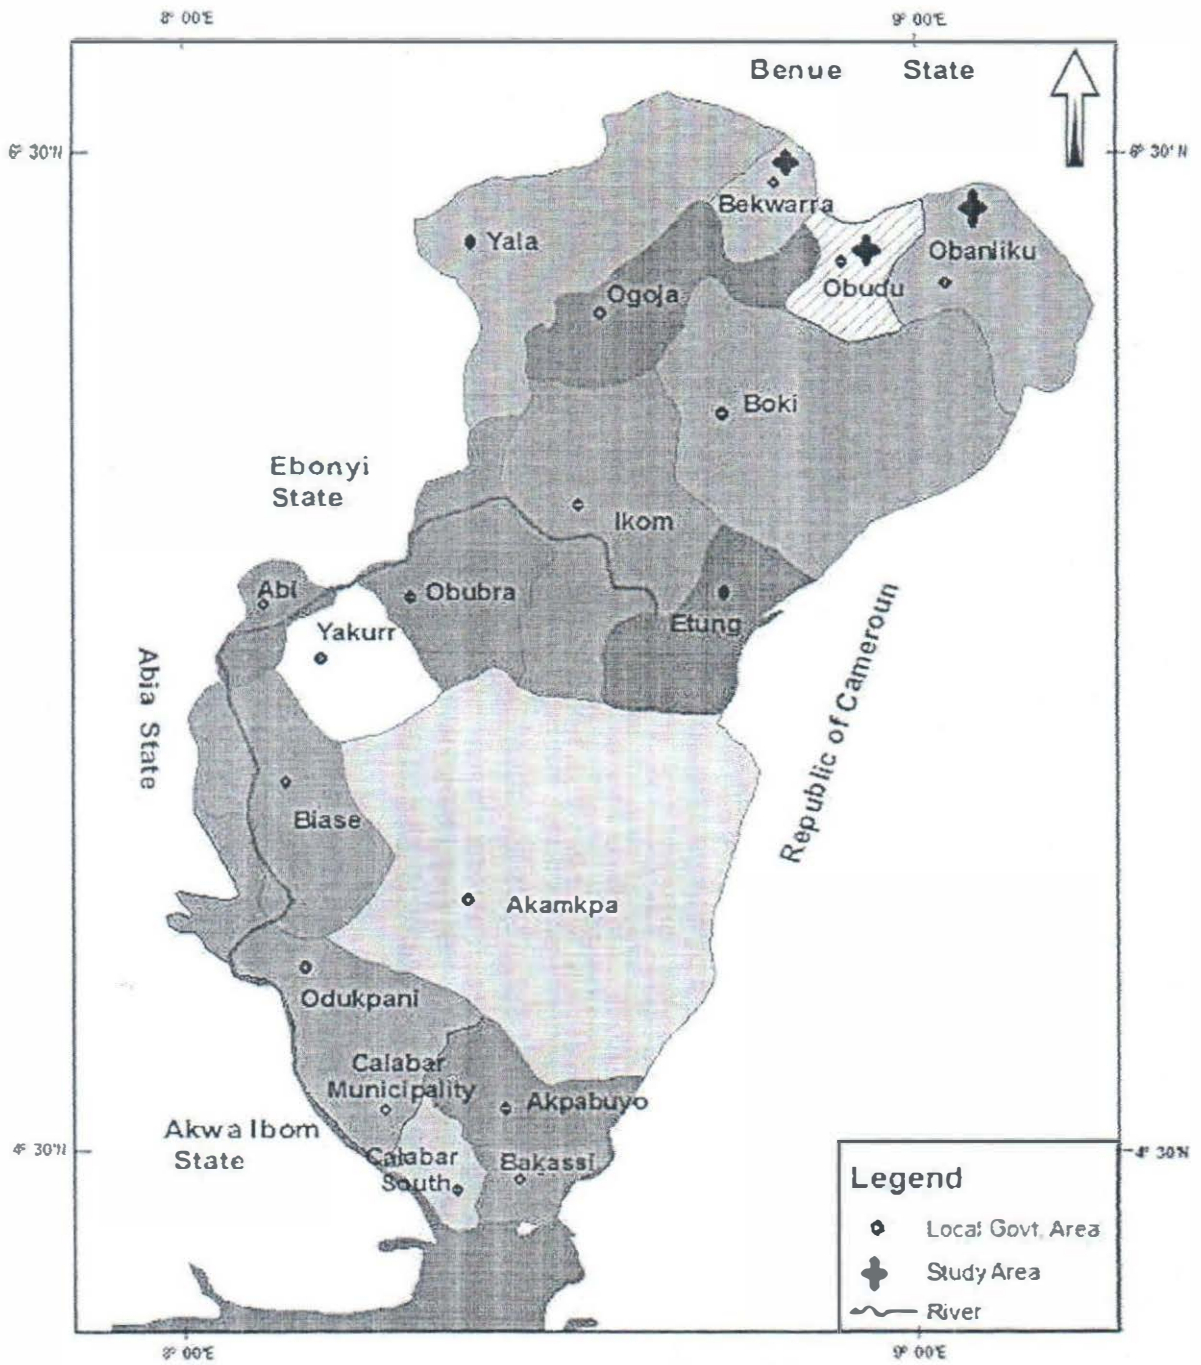 8° 00'E
9° 00'E
Benue State
6° 30'N
6° 30'N
Bekwarra
Yala
Obanliku
Obudu
Ogoja
Boki
Ebonyi
State
Ikom
Abi
Obubra
Etung
Yakurr
Abia State
Republic of Cameroun
Biase
Akamkpa
Odukpani
Calabar
Municipality
Akpabuyo
Akwa Ibom
State
4° 30'N
4° 30'N
Calabar
South
Bakassi
Legend
Local Govt. Area
Study Area
River
8° 00'E
9° 00'E